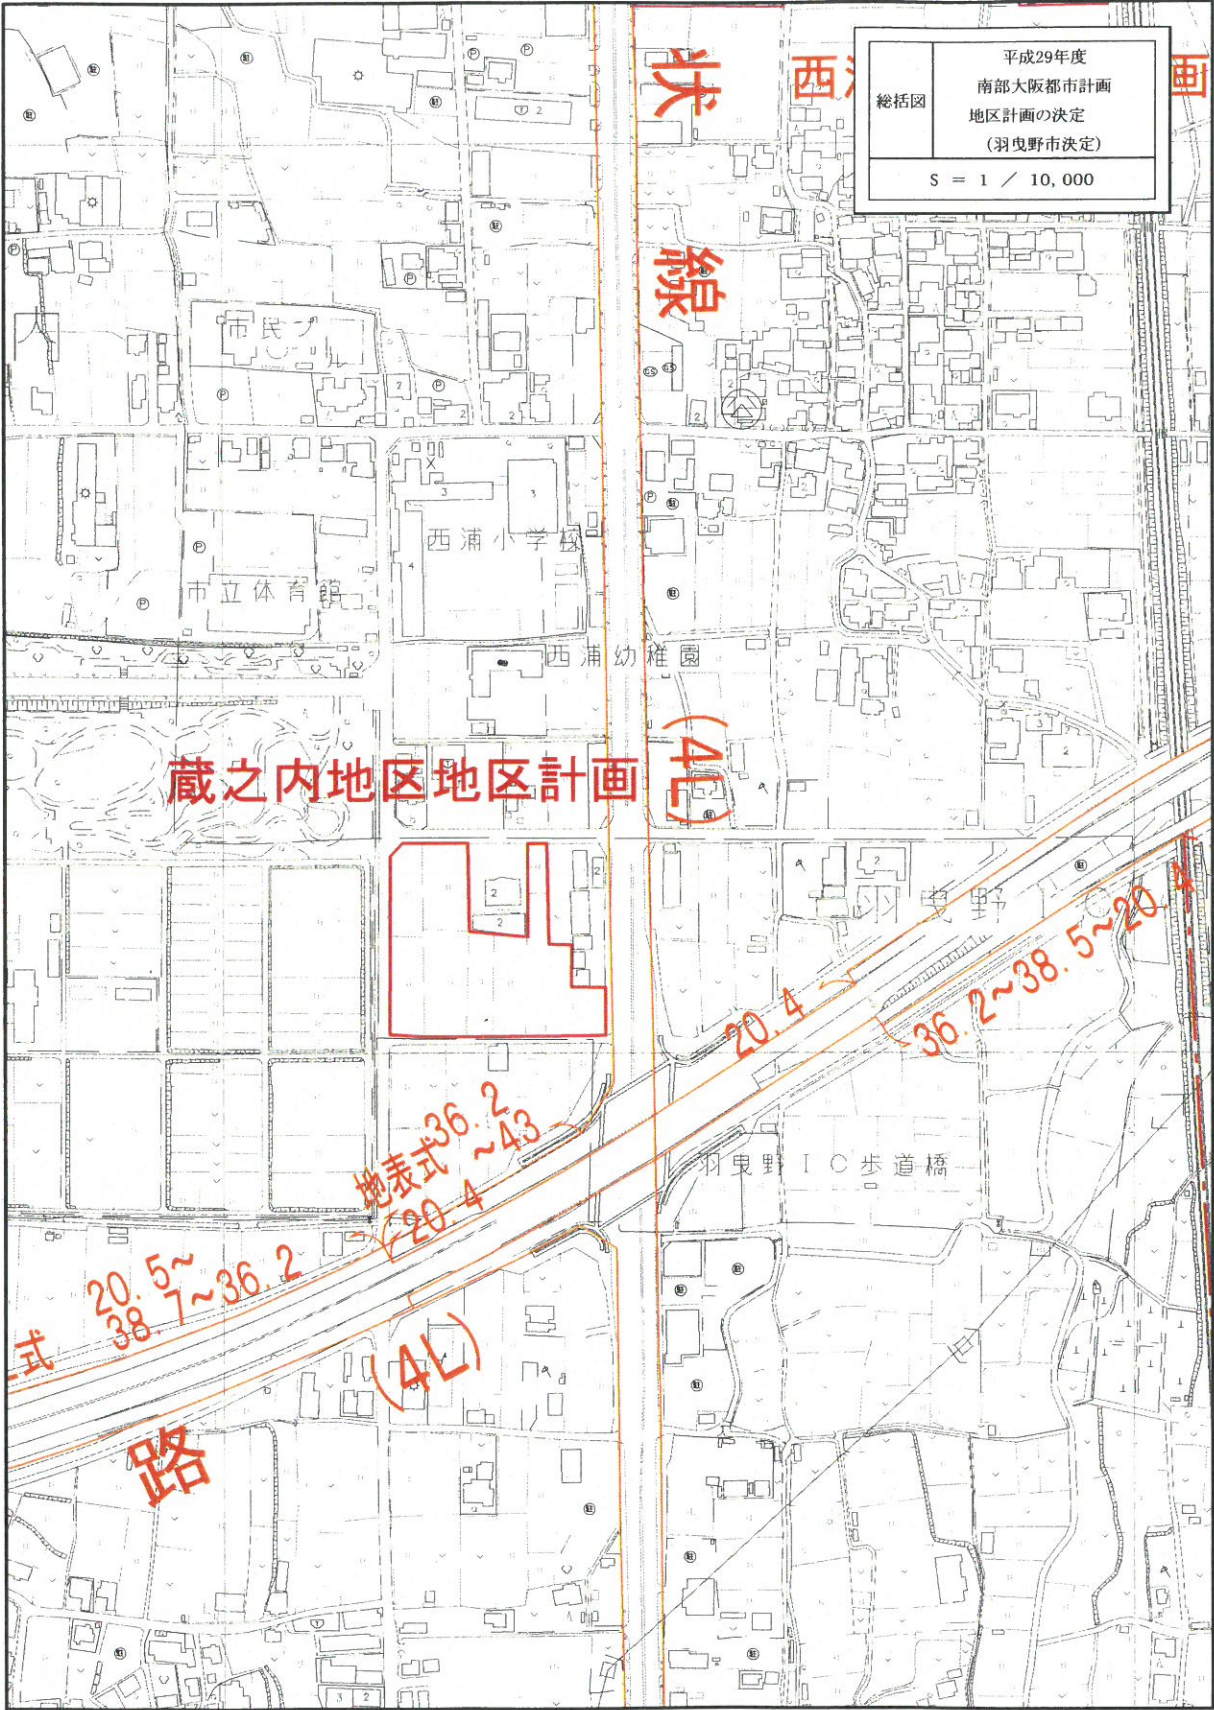 平成29年度
南部大阪都市計画
総括図
地区計画の決定
(羽曳野市決定)
S = 1 / 10,000
西浦
画
状
線
(4L)
市民プール
西浦小学校
市立体育館
西浦幼稚園
蔵之内地区地区計画
羽曳野IC
20.4
36.2~38.5~20.4
地表式36.2
~43
~20.4
羽曳野IC歩道橋
20.5~
38.7~36.2
式
(4L)
路